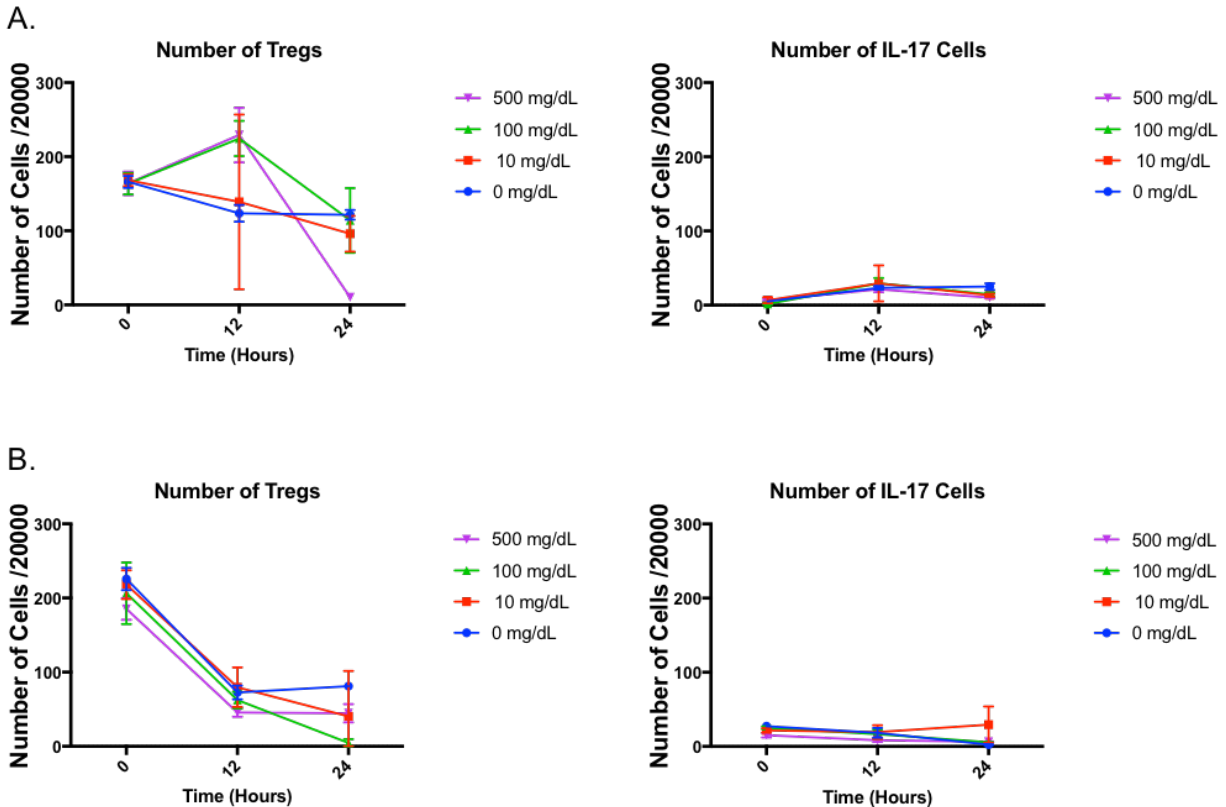 A.
Number of Tregs
Number of Cells /20000
300
200
100
0
0
12
24
Time (Hours)
500 mg/dL
100 mg/dL
10 mg/dL
0 mg/dL
Number of IL-17 Cells
Number of Cells /20000
300
200
100
0
0
12
24
Time (Hours)
500 mg/dL
100 mg/dL
10 mg/dL
0 mg/dL
B.
Number of Tregs
Number of Cells /20000
300
200
100
0
0
12
24
Time (Hours)
500 mg/dL
100 mg/dL
10 mg/dL
0 mg/dL
Number of IL-17 Cells
Number of Cells /20000
300
200
100
0
0
12
24
Time (Hours)
500 mg/dL
100 mg/dL
10 mg/dL
0 mg/dL